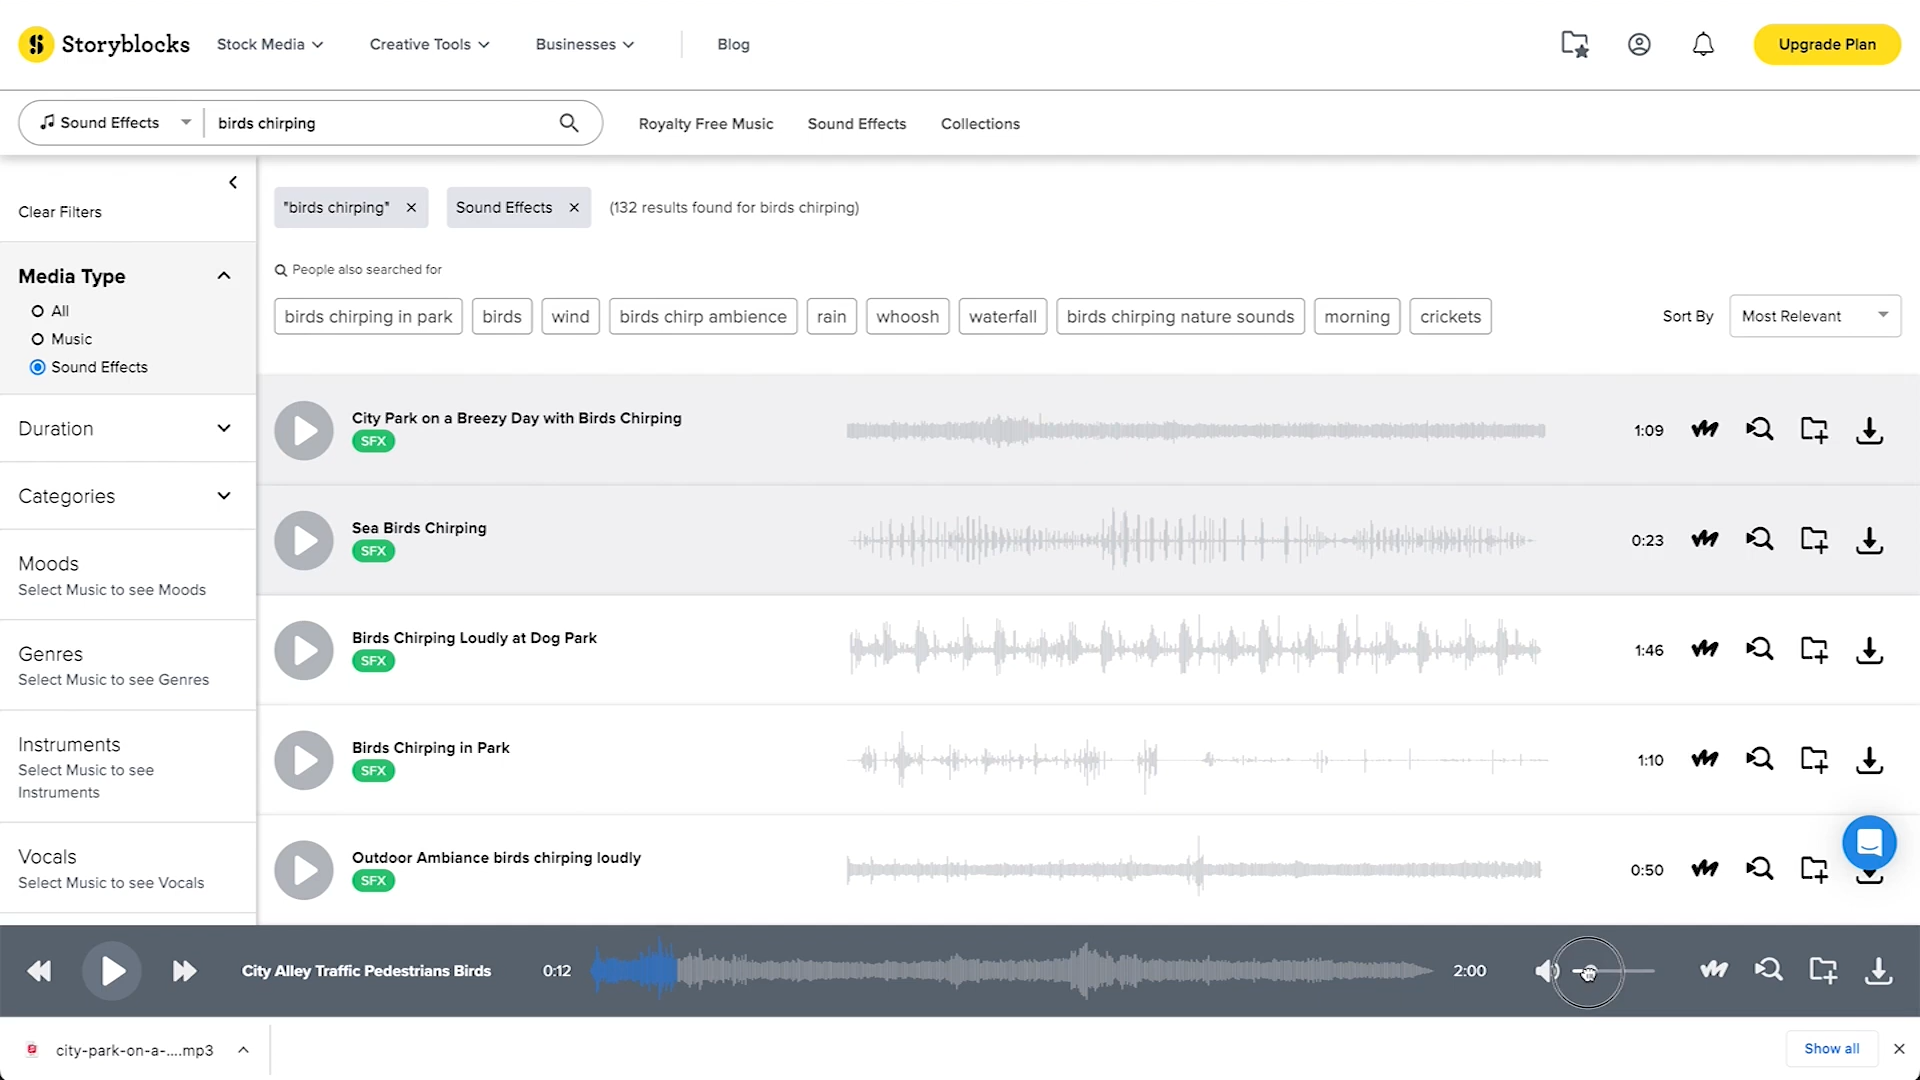 Storyblocks
Stock Media
Creative Tools
Businesses
Blog
Upgrade Plan
Sound Effects
birds chirping
Royalty Free Music
Sound Effects
Collections
Clear Filters
"birds chirping"
Sound Effects
(132 results found for birds chirping)
Media Type
All
Music
Sound Effects
Duration
Categories
Moods
Select Music to see Moods
Genres
Select Music to see Genres
Instruments
Select Music to see
Instruments
Vocals
Select Music to see Vocals
People also searched for
birds chirping in park
birds
wind
birds chirp ambience
rain
whoosh
waterfall
birds chirping nature sounds
morning
crickets
Sort By
Most Relevant
City Park on a Breezy Day with Birds Chirping
SFX
1:09
Sea Birds Chirping
SFX
0:23
Birds Chirping Loudly at Dog Park
SFX
1:46
Birds Chirping in Park
SFX
1:10
Outdoor Ambiance birds chirping loudly
SFX
0:50
City Alley Traffic Pedestrians Birds
0:12
2:00
city-park-on-a-....mp3
Show all